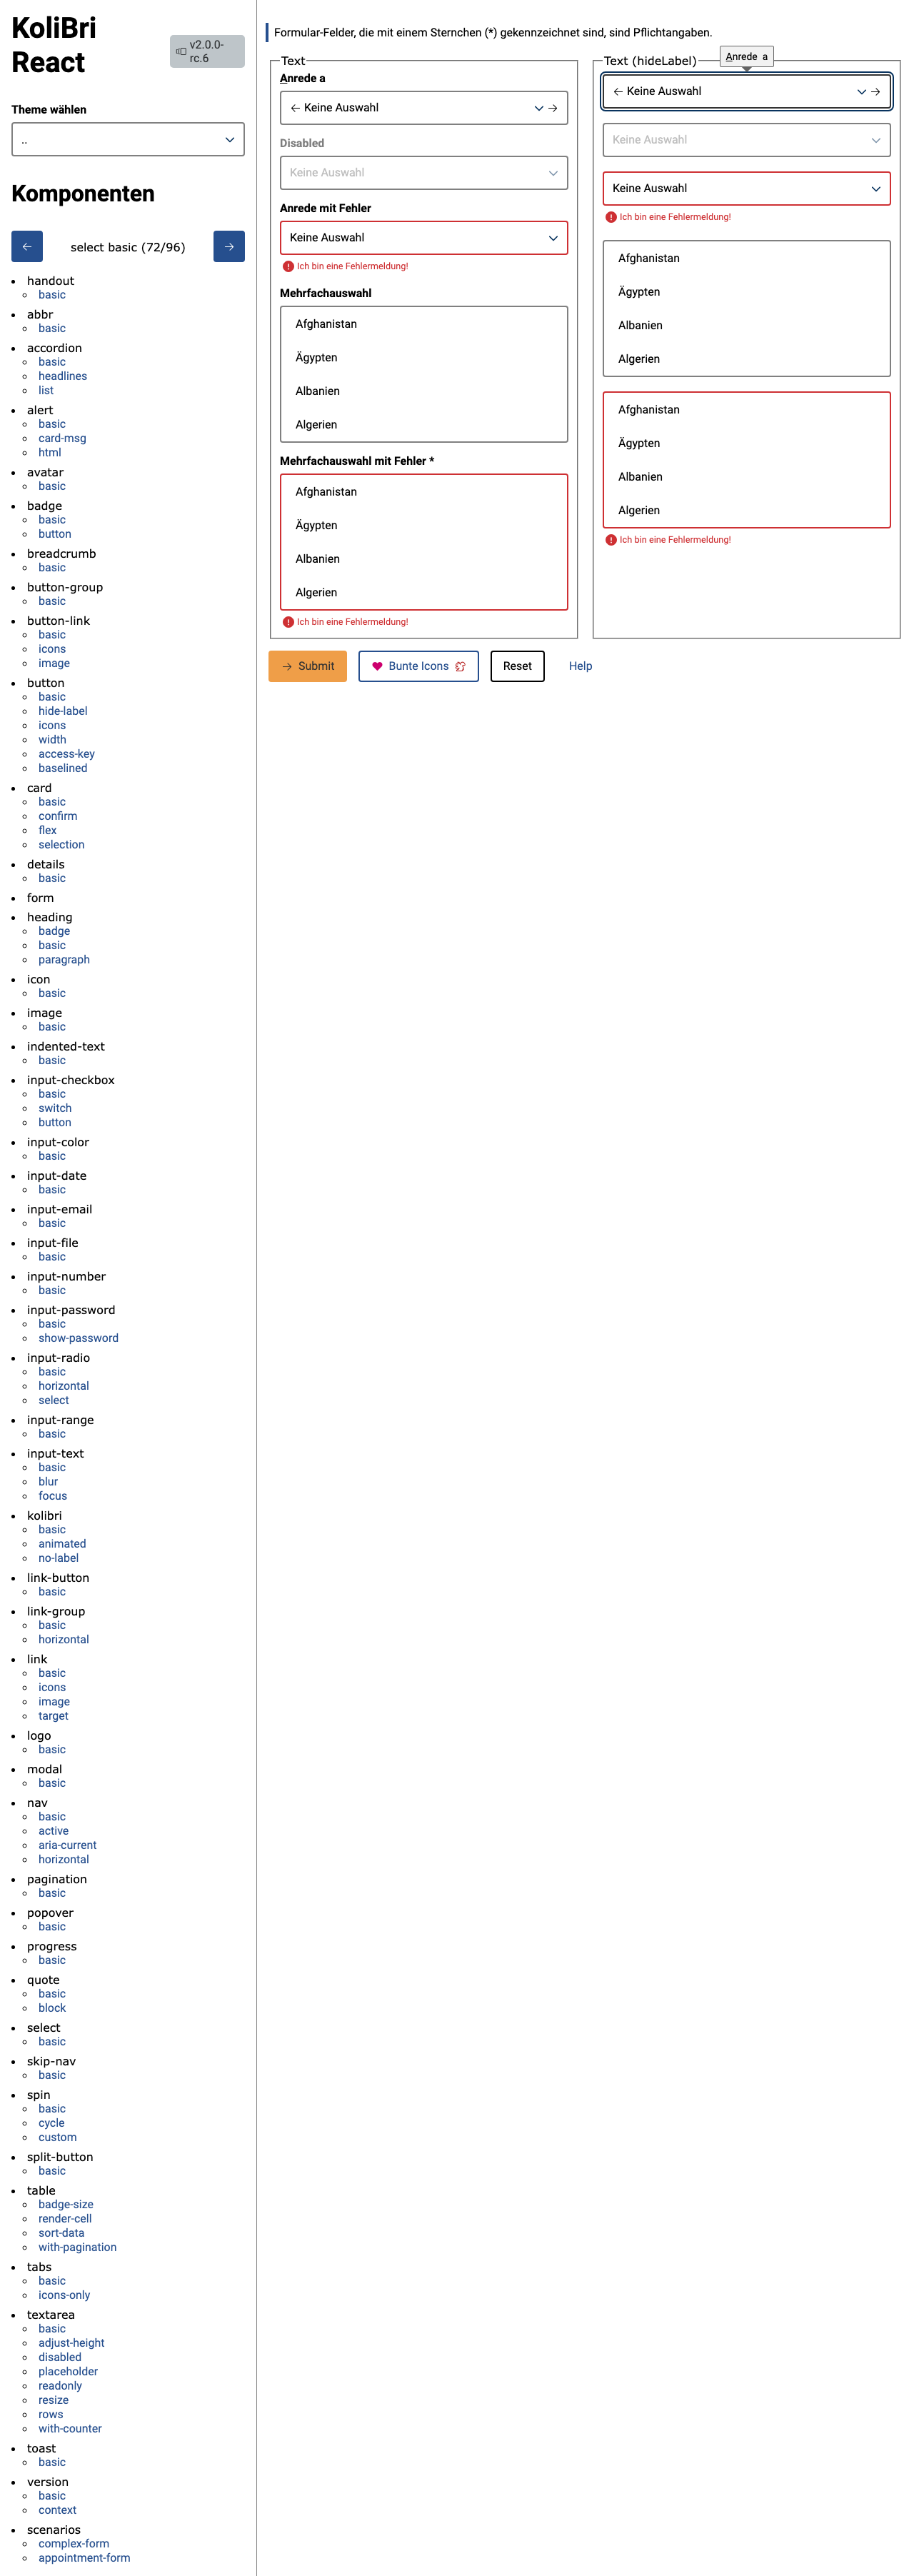 KoliBri
React
v2.0.0-
rc.6
Theme wählen
..
Komponenten
←
select basic (72/96)
→
handout
basic
abbr
basic
accordion
basic
headlines
list
alert
basic
card-msg
html
avatar
basic
badge
basic
button
breadcrumb
basic
button-group
basic
button-link
basic
icons
image
button
basic
hide-label
icons
width
access-key
baselined
card
basic
confirm
flex
selection
details
basic
form
heading
badge
basic
paragraph
icon
basic
image
basic
indented-text
basic
input-checkbox
basic
switch
button
input-color
basic
input-date
basic
input-email
basic
input-file
basic
input-number
basic
input-password
basic
show-password
input-radio
basic
horizontal
select
input-range
basic
input-text
basic
blur
focus
kolibri
basic
animated
no-label
link-button
basic
link-group
basic
horizontal
link
basic
icons
image
target
logo
basic
modal
basic
nav
basic
active
aria-current
horizontal
pagination
basic
popover
basic
progress
basic
quote
basic
block
select
basic
skip-nav
basic
spin
basic
cycle
custom
split-button
basic
table
badge-size
render-cell
sort-data
with-pagination
tabs
basic
icons-only
textarea
basic
adjust-height
disabled
placeholder
readonly
resize
rows
with-counter
toast
basic
version
basic
context
scenarios
complex-form
appointment-form
Formular-Felder, die mit einem Sternchen (*) gekennzeichnet sind, sind Pflichtangaben.
Text
Anrede a
← Keine Auswahl →
Disabled
Keine Auswahl
Anrede mit Fehler
Keine Auswahl
Ich bin eine Fehlermeldung!
Mehrfachauswahl
Afghanistan
Ägypten
Albanien
Algerien
Mehrfachauswahl mit Fehler *
Afghanistan
Ägypten
Albanien
Algerien
Ich bin eine Fehlermeldung!
Text (hideLabel)
Anrede a
← Keine Auswahl →
Keine Auswahl
Keine Auswahl
Ich bin eine Fehlermeldung!
Afghanistan
Ägypten
Albanien
Algerien
Afghanistan
Ägypten
Albanien
Algerien
Ich bin eine Fehlermeldung!
→ Submit
Bunte Icons
Reset
Help